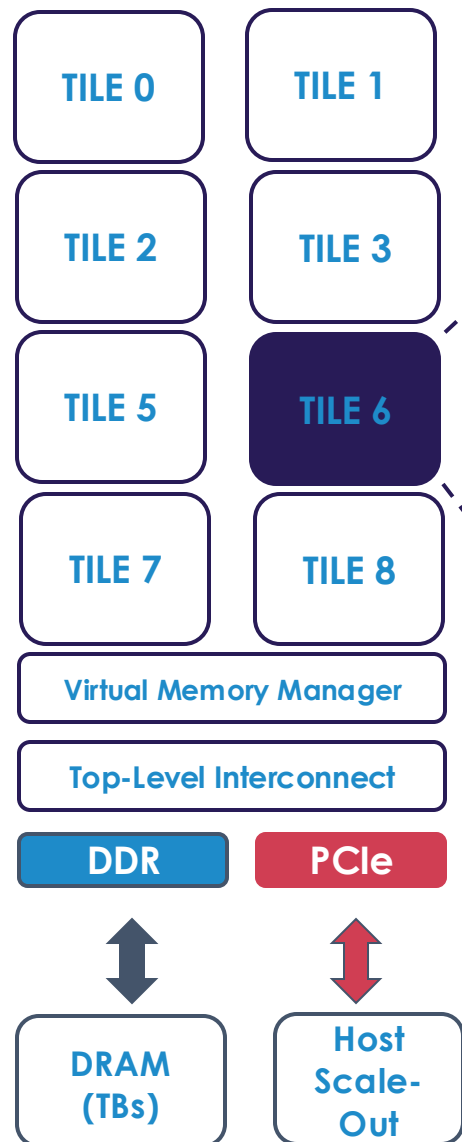 TILE 0
TILE 1
TILE 2
TILE 3
TILE 5
TILE 6
TILE 7
TILE 8
Virtual Memory Manager
Top-Level Interconnect
DDR
PCIe
DRAM
(TBs)
Host
Scale-
Out